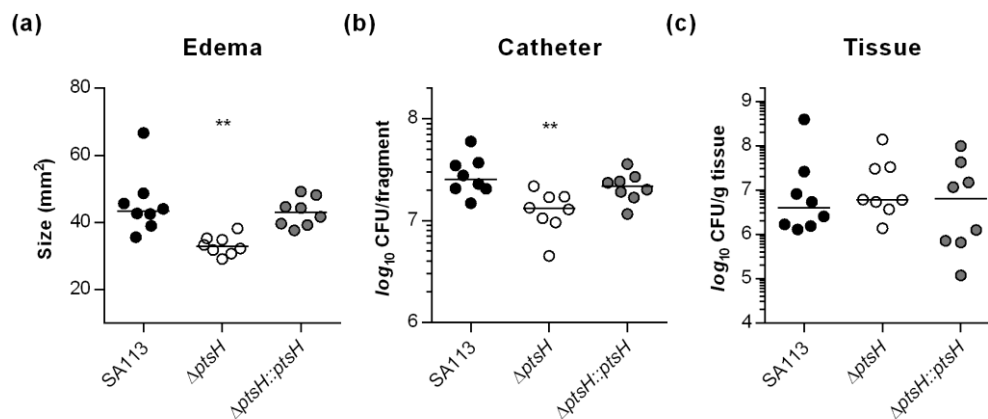 (a)
Edema
Size (mm²)
80
60
40
20
**
SA113
ΔptsH
ΔptsH::ptsH
(b)
Catheter
log₁₀ CFU/fragment
8
7
6
**
SA113
ΔptsH
ΔptsH::ptsH
(c)
Tissue
log₁₀ CFU/g tissue
9
8
7
6
5
4
SA113
ΔptsH
ΔptsH::ptsH